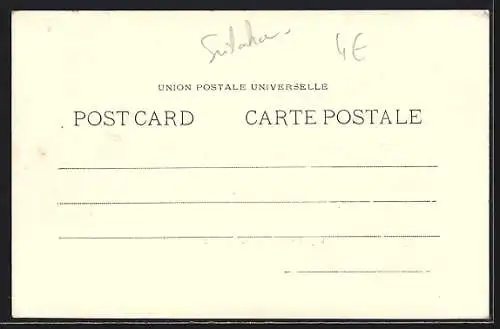 4€
UNION POSTALE UNIVERSELLE
POST CARD CARTE POSTALE